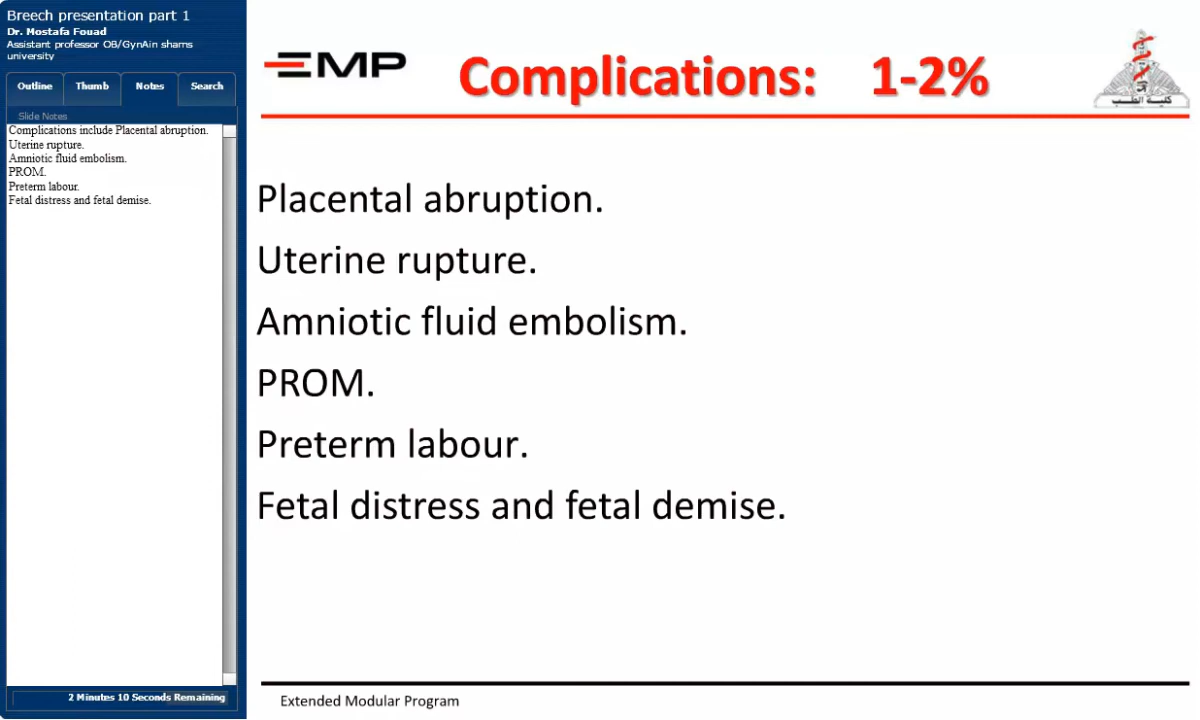 Breech presentation part 1
Dr. Mostafa Fouad
Assistant professor OB/GynAin shams
university
Outline Thumb Notes Search
Slide Notes
Complications include Placental abruption.
Uterine rupture.
Amniotic fluid embolism.
PROM.
Preterm labour.
Fetal distress and fetal demise.
2 Minutes 10 Seconds Remaining
EMP
Complications: 1-2%
كلية الطب
Placental abruption.
Uterine rupture.
Amniotic fluid embolism.
PROM.
Preterm labour.
Fetal distress and fetal demise.
Extended Modular Program